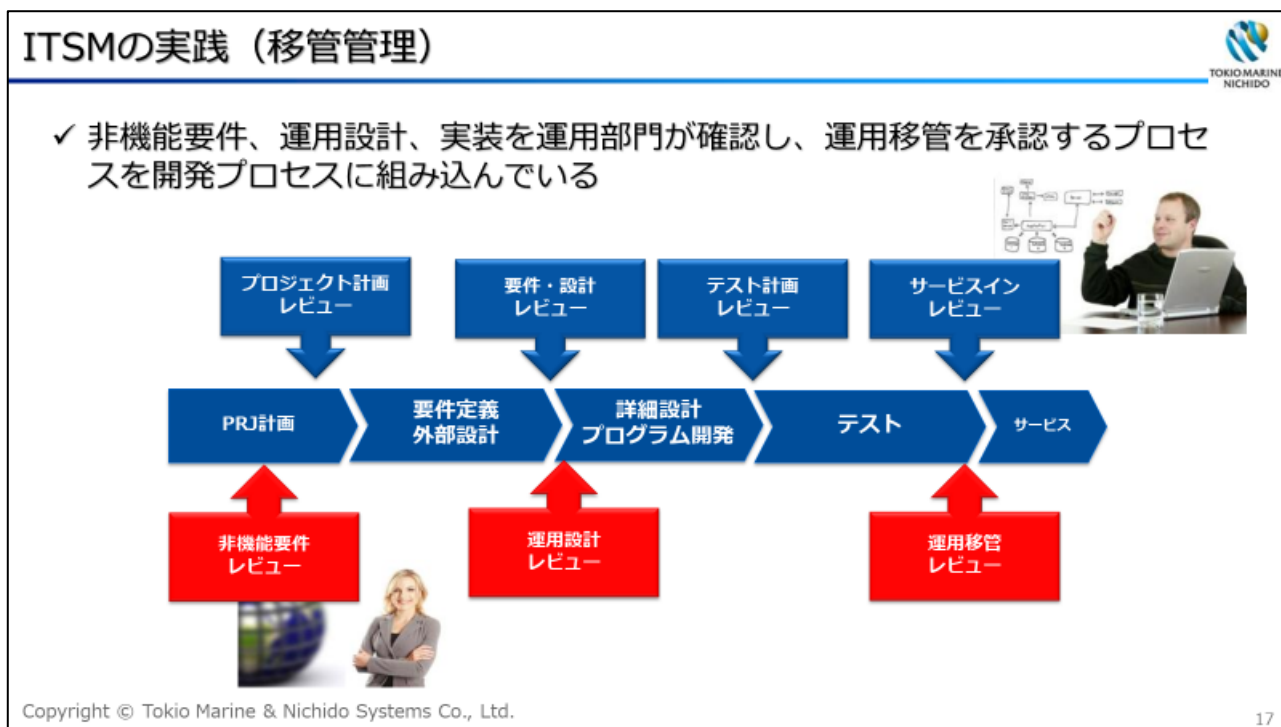 ITSMの実践（移管管理）
TOKIO MARINE
NICHIDO
✓ 非機能要件、運用設計、実装を運用部門が確認し、運用移管を承認するプロセ
スを開発プロセスに組み込んでいる
プロジェクト計画
レビュー
要件・設計
レビュー
テスト計画
レビュー
サービスイン
レビュー
PRJ計画
要件定義
外部設計
詳細設計
プログラム開発
テスト
サービス
非機能要件
レビュー
運用設計
レビュー
運用移管
レビュー
Copyright © Tokio Marine & Nichido Systems Co., Ltd.
17